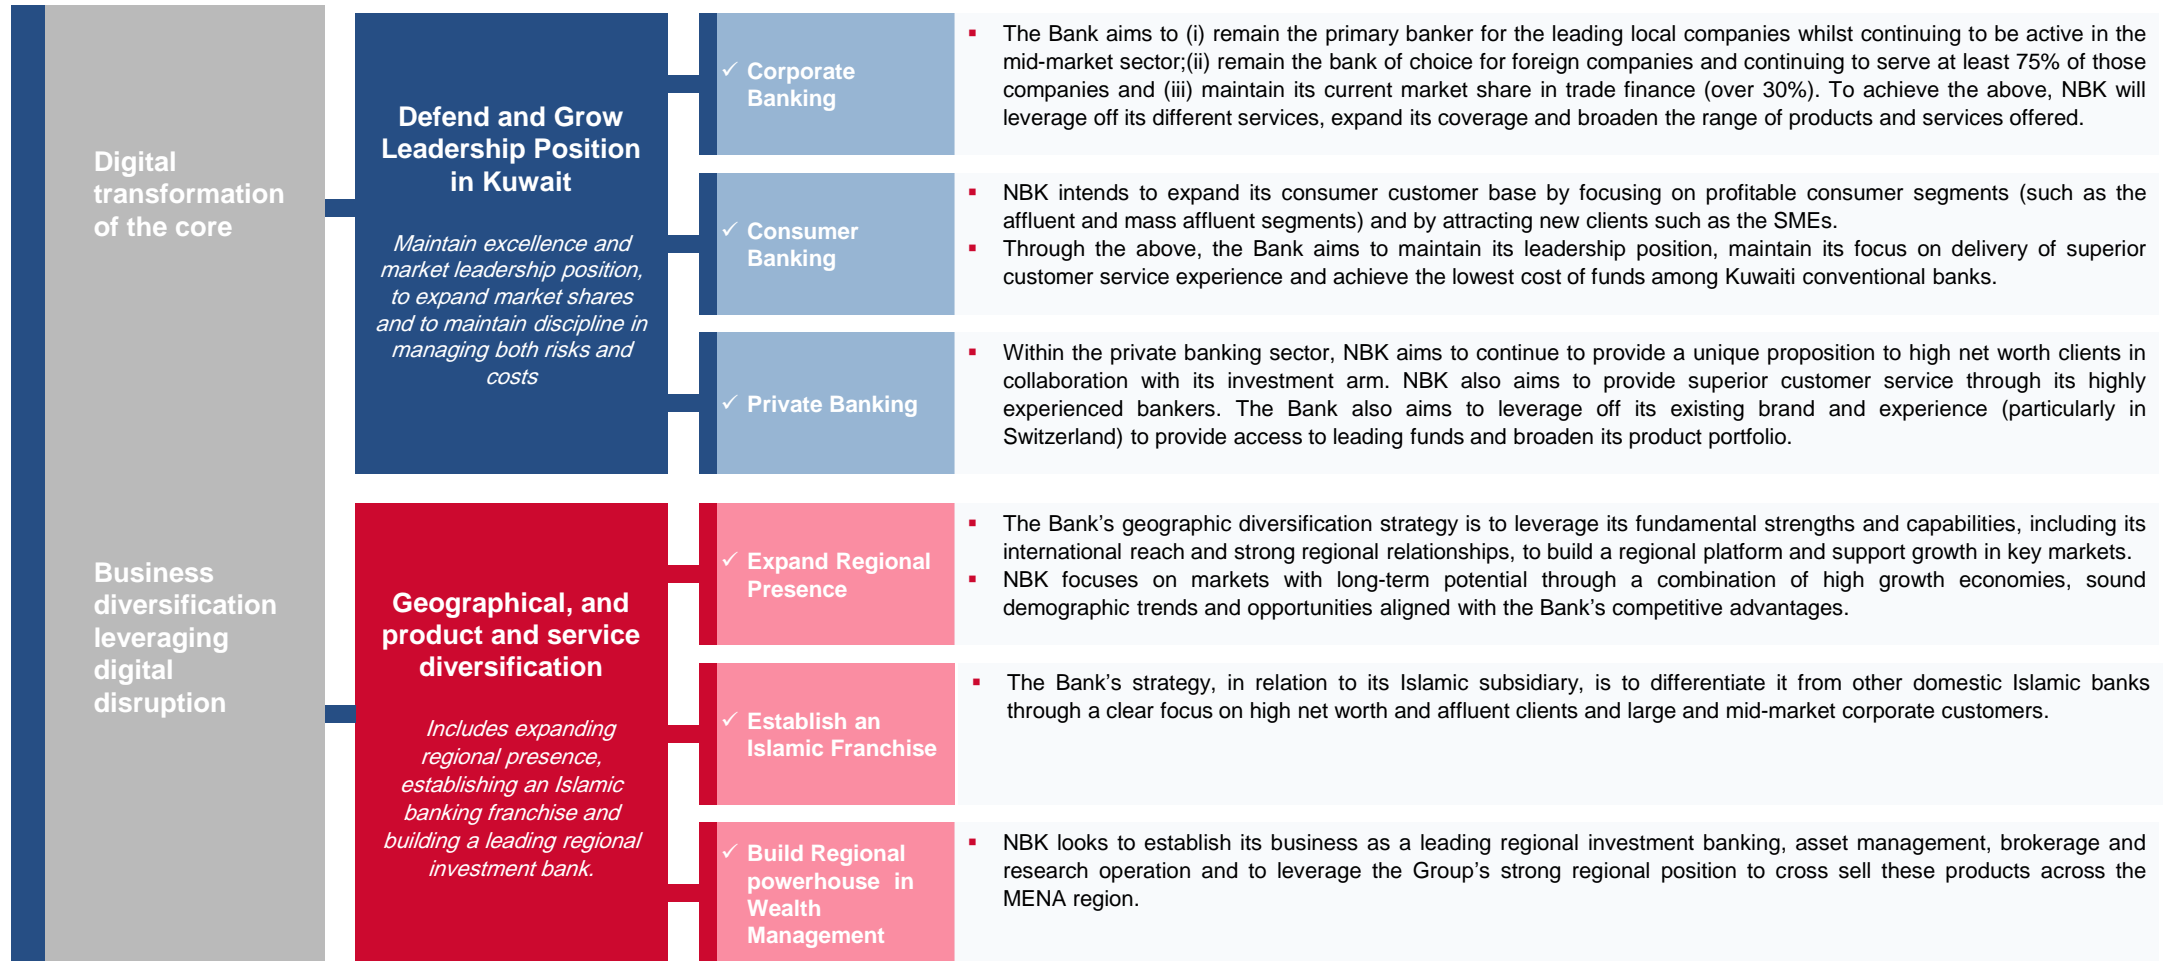 Digital
transformation
of the core
Business
diversification
leveraging
digital
disruption
Defend and Grow
Leadership Position
in Kuwait
Maintain excellence and
market leadership position,
to expand market shares
and to maintain discipline in
managing both risks and
costs
✓ Corporate
Banking
▪ The Bank aims to (i) remain the primary banker for the leading local companies whilst continuing to be active in the
mid-market sector;(ii) remain the bank of choice for foreign companies and continuing to serve at least 75% of those
companies and (iii) maintain its current market share in trade finance (over 30%). To achieve the above, NBK will
leverage off its different services, expand its coverage and broaden the range of products and services offered.
✓ Consumer
Banking
▪ NBK intends to expand its consumer customer base by focusing on profitable consumer segments (such as the
affluent and mass affluent segments) and by attracting new clients such as the SMEs.
▪ Through the above, the Bank aims to maintain its leadership position, maintain its focus on delivery of superior
customer service experience and achieve the lowest cost of funds among Kuwaiti conventional banks.
✓ Private Banking
▪ Within the private banking sector, NBK aims to continue to provide a unique proposition to high net worth clients in
collaboration with its investment arm. NBK also aims to provide superior customer service through its highly
experienced bankers. The Bank also aims to leverage off its existing brand and experience (particularly in
Switzerland) to provide access to leading funds and broaden its product portfolio.
Geographical, and
product and service
diversification
Includes expanding
regional presence,
establishing an Islamic
banking franchise and
building a leading regional
investment bank.
✓ Expand Regional
Presence
▪ The Bank’s geographic diversification strategy is to leverage its fundamental strengths and capabilities, including its
international reach and strong regional relationships, to build a regional platform and support growth in key markets.
▪ NBK focuses on markets with long-term potential through a combination of high growth economies, sound
demographic trends and opportunities aligned with the Bank’s competitive advantages.
✓ Establish an
Islamic Franchise
▪ The Bank’s strategy, in relation to its Islamic subsidiary, is to differentiate it from other domestic Islamic banks
through a clear focus on high net worth and affluent clients and large and mid-market corporate customers.
✓ Build Regional
powerhouse in
Wealth
Management
▪ NBK looks to establish its business as a leading regional investment banking, asset management, brokerage and
research operation and to leverage the Group’s strong regional position to cross sell these products across the
MENA region.